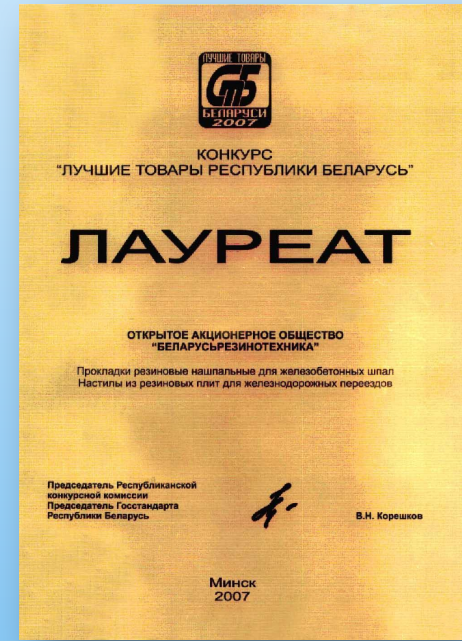 ЛУЧШИЕ ТОВАРЫ
СТБ
БЕЛАРУСИ
2007
КОНКУРС
"ЛУЧШИЕ ТОВАРЫ РЕСПУБЛИКИ БЕЛАРУСЬ"
ЛАУРЕАТ
ОТКРЫТОЕ АКЦИОНЕРНОЕ ОБЩЕСТВО
"БЕЛАРУСЬРЕЗИНОТЕХНИКА"
Прокладки резиновые нашпальные для железобетонных шпал
Настилы из резиновых плит для железнодорожных переездов
Председатель Республиканской
конкурсной комиссии
Председатель Госстандарта
Республики Беларусь
В.Н. Корешков
Минск
2007